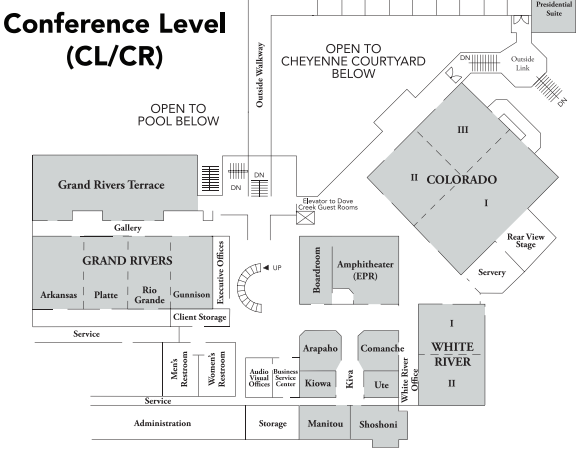 Conference Level
(CL/CR)
Presidential
Suite
Outside Walkway
OPEN TO
CHEYENNE COURTYARD
BELOW
DN
Outside
Link
DN
OPEN TO
POOL BELOW
III
II COLORADO
I
Grand Rivers Terrace
DN
DN
Elevator to Dove
Creek Guest Rooms
Gallery
Rear View
Stage
Servery
GRAND RIVERS
Executive Offices
UP
Boardroom
Amphitheater
(EPR)
Arkansas
Platte
Rio
Grande
Gunnison
Client Storage
Service
I
WHITE
RIVER
II
Arapaho
Comanche
Men's
Restroom
Women's
Restroom
Audio
Visual
Offices
Business
Service
Center
Kiowa
Kiva
Ute
White River
Office
Service
Administration
Storage
Manitou
Shoshoni